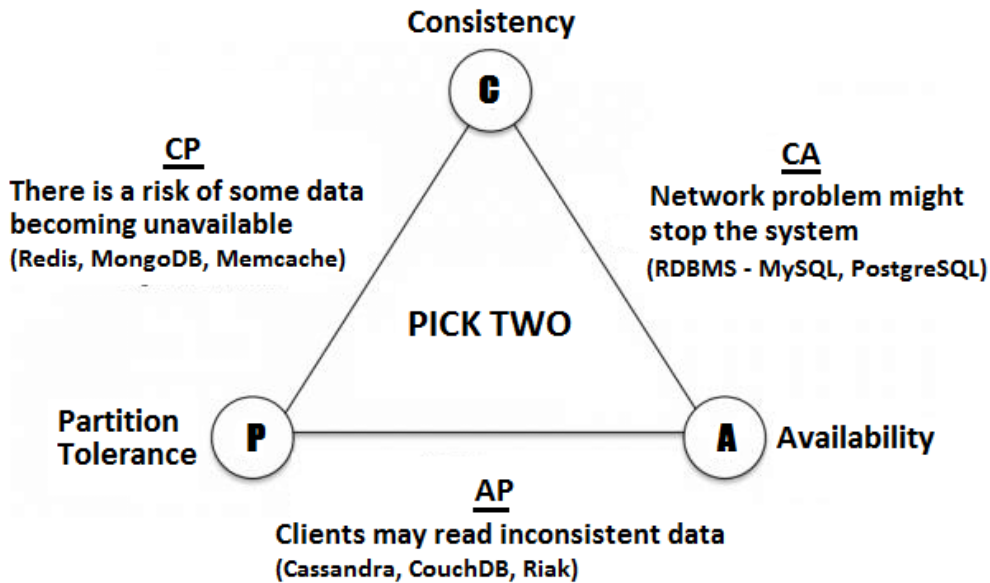 Consistency
C
CP
There is a risk of some data
becoming unavailable
(Redis, MongoDB, Memcache)
CA
Network problem might
stop the system
(RDBMS - MySQL, PostgreSQL)
PICK TWO
Partition
Tolerance
P
A
Availability
AP
Clients may read inconsistent data
(Cassandra, CouchDB, Riak)